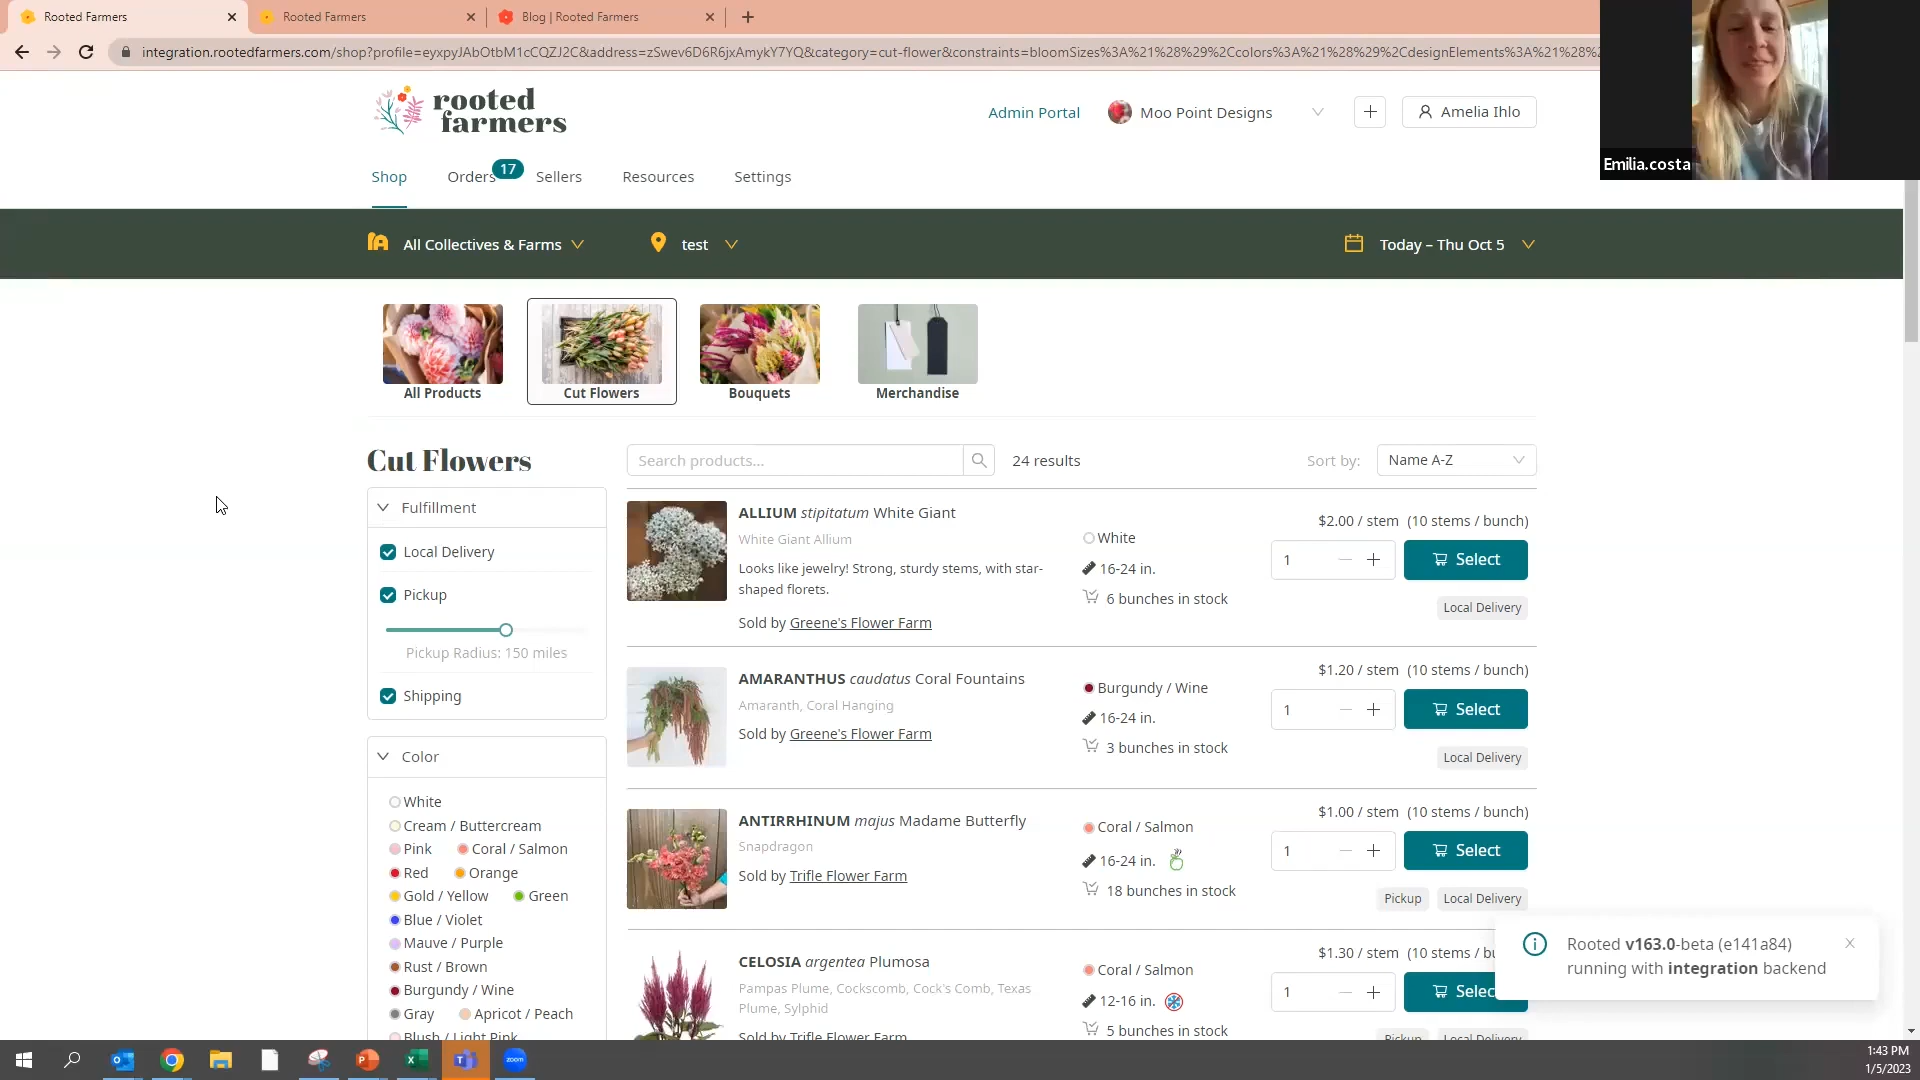 Rooted Farmers
Rooted Farmers
Blog | Rooted Farmers
integration.rootedfarmers.com/shop?profile=eyxpyJAbOtbM1cCQZJ2C&address=zSwev6D6R6jxAmykY7YQ&category=cut-flower&constraints=bloomSizes%3A%21%28%29%2Ccolors%3A%21%28%29%2CdesignElements%3A%21%28%2
Emilia.costa
rooted
farmers
Admin Portal
Moo Point Designs
Amelia Ihlo
Shop
Orders
17
Sellers
Resources
Settings
All Collectives & Farms
test
Today – Thu Oct 5
All Products
Cut Flowers
Bouquets
Merchandise
Cut Flowers
Search products...
24 results
Sort by:
Name A-Z
Fulfillment
Local Delivery
Pickup
Pickup Radius: 150 miles
Shipping
Color
White
Cream / Buttercream
Pink
Coral / Salmon
Red
Orange
Gold / Yellow
Green
Blue / Violet
Mauve / Purple
Rust / Brown
Burgundy / Wine
Gray
Apricot / Peach
Blush / Light Pink
ALLIUM stipitatum White Giant
White Giant Allium
Looks like jewelry! Strong, sturdy stems, with star-
shaped florets.
Sold by Greene's Flower Farm
White
16-24 in.
6 bunches in stock
$2.00 / stem (10 stems / bunch)
1
Select
Local Delivery
AMARANTHUS caudatus Coral Fountains
Amaranth, Coral Hanging
Sold by Greene's Flower Farm
Burgundy / Wine
16-24 in.
3 bunches in stock
$1.20 / stem (10 stems / bunch)
1
Select
Local Delivery
ANTIRRHINUM majus Madame Butterfly
Snapdragon
Sold by Trifle Flower Farm
Coral / Salmon
16-24 in.
18 bunches in stock
$1.00 / stem (10 stems / bunch)
1
Select
Pickup
Local Delivery
CELOSIA argentea Plumosa
Pampas Plume, Cockscomb, Cock's Comb, Texas
Plume, Sylphid
Sold by Trifle Flower Farm
Coral / Salmon
12-16 in.
5 bunches in stock
$1.30 / stem (10 stems / bu
1
Selec
Pickup
Local Delivery
Rooted v163.0-beta (e141a84)
running with integration backend
zoom
1:43 PM
1/5/2023